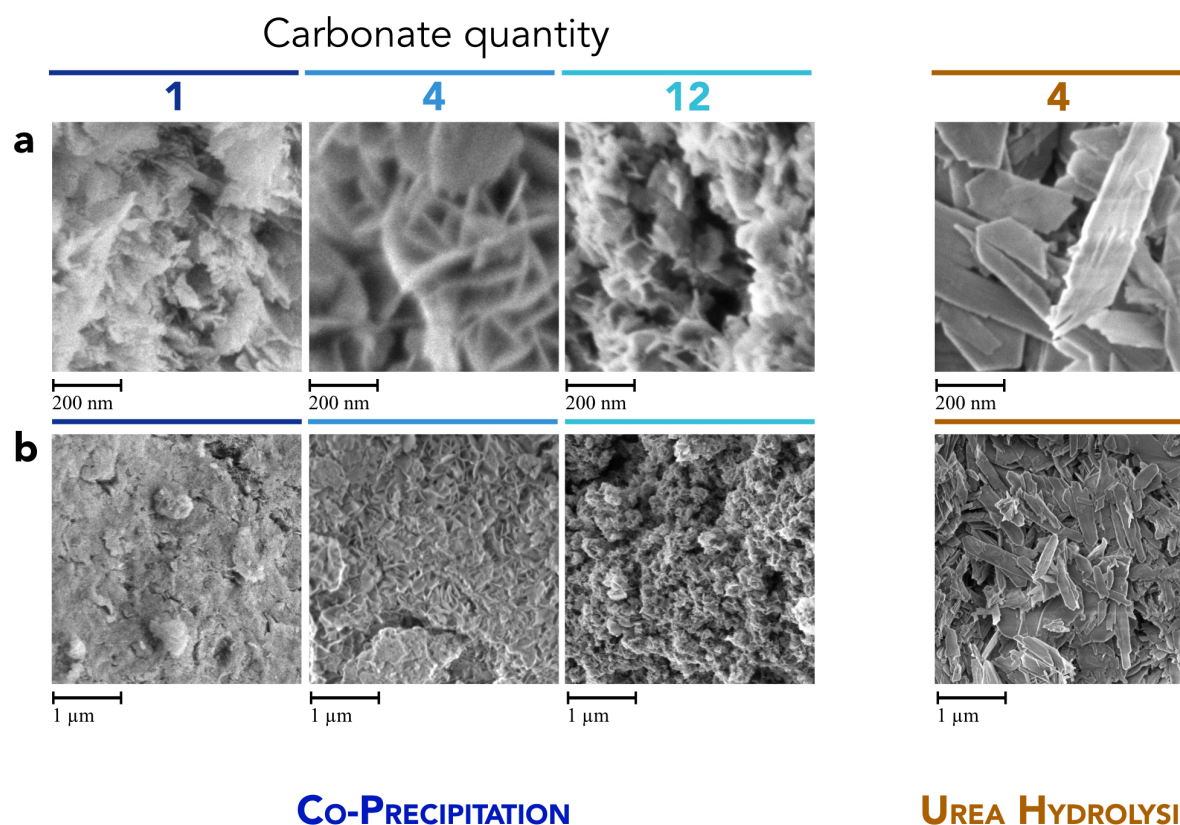 Carbonate quantity
1 4 12 4
a
200 nm 200 nm 200 nm 200 nm
b
1 µm 1 µm 1 µm 1 µm
CO-PRECIPITATION UREA HYDROLYSI